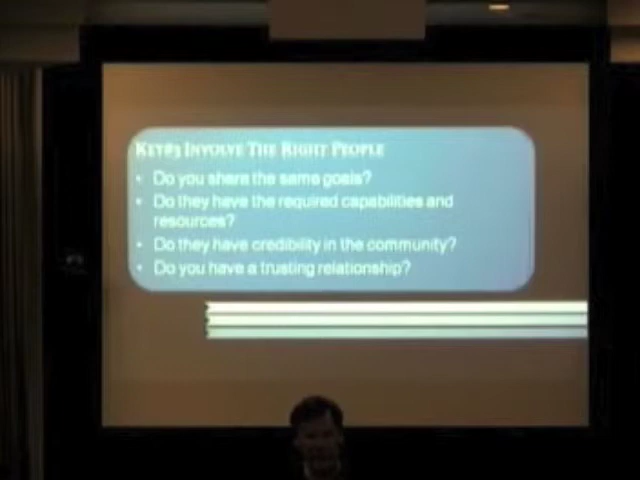 KEY#3 INVOLVE THE RIGHT PEOPLE
• Do you share the same goals?
• Do they have the required capabilities and
resources?
• Do they have credibility in the community?
• Do you have a trusting relationship?